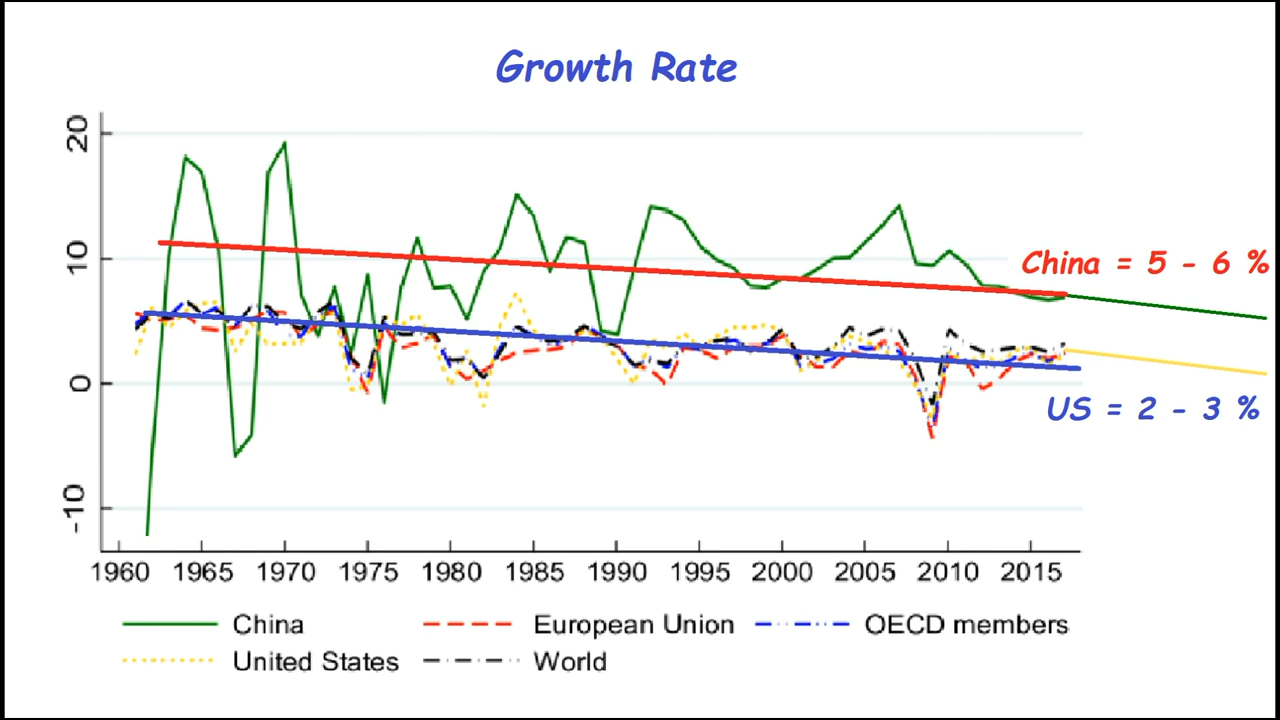 Growth Rate
20
10
0
-10
China = 5 - 6 %
US = 2 - 3 %
1960 1965 1970 1975 1980 1985 1990 1995 2000 2005 2010 2015
China European Union OECD members
United States World